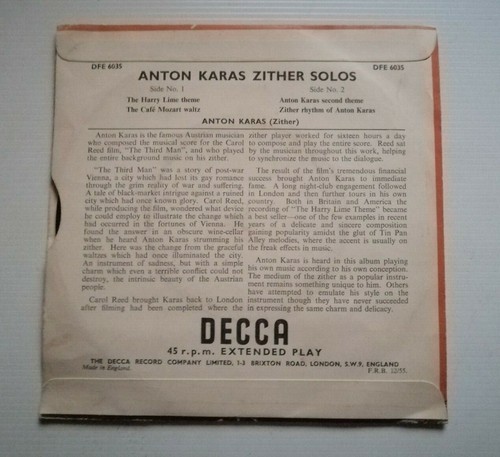 DFE 6035 DFE 6035
ANTON KARAS ZITHER SOLOS
Side No. 1 Side No. 2
The Harry Lime theme Anton Karas second theme
The Café Mozart waltz Zither rhythm of Anton Karas
ANTON KARAS (Zither)
Anton Karas is the famous Austrian musician
who composed the musical score for the Carol
Reed film, "The Third Man", and who played
the entire background music on his zither.
"The Third Man" was a story of post-war
Vienna, a city which had lost its gay romance
through the grim reality of war and suffering.
A tale of black-market intrigue against a ruined
city which had once known glory. Carol Reed,
while producing the film, wondered what device
he could employ to illustrate the change which
had occurred in the fortunes of Vienna. He
found the answer in an obscure wine-cellar
when he heard Anton Karas strumming his
zither. Here was the change from the graceful
waltzes which had once illuminated the city.
An instrument of sadness, but with a simple
charm which even a terrible conflict could not
destroy, the intrinsic beauty of the Austrian
people.
Carol Reed brought Karas back to London
after filming had been completed where the
zither player worked for sixteen hours a day
to compose and play the entire score. Reed sat
by the musician throughout this work, helping
to synchronize the music to the dialogue.
The result of the film's tremendous financial
success brought Anton Karas to immediate
fame. A long night-club engagement followed
in London and then further tours in his own
country. Both in Britain and America the
recording of "The Harry Lime Theme" became
a best seller—one of the few examples in recent
years of a delicate and sincere composition
gaining popularity amidst the glut of Tin Pan
Alley melodies, where the accent is usually on
the freak effects in music.
Anton Karas is heard in this album playing
his own music according to his own conception.
The medium of the zither as a popular instru-
ment remains something unique to him. Others
have attempted to emulate his style on the
instrument though they have never succeeded
in expressing the same charm and delicacy.
DECCA
45 r.p.m. EXTENDED PLAY
THE DECCA RECORD COMPANY LIMITED, 1-3 BRIXTON ROAD, LONDON, S.W.9, ENGLAND
Made in England. F.R.B. 12/55.